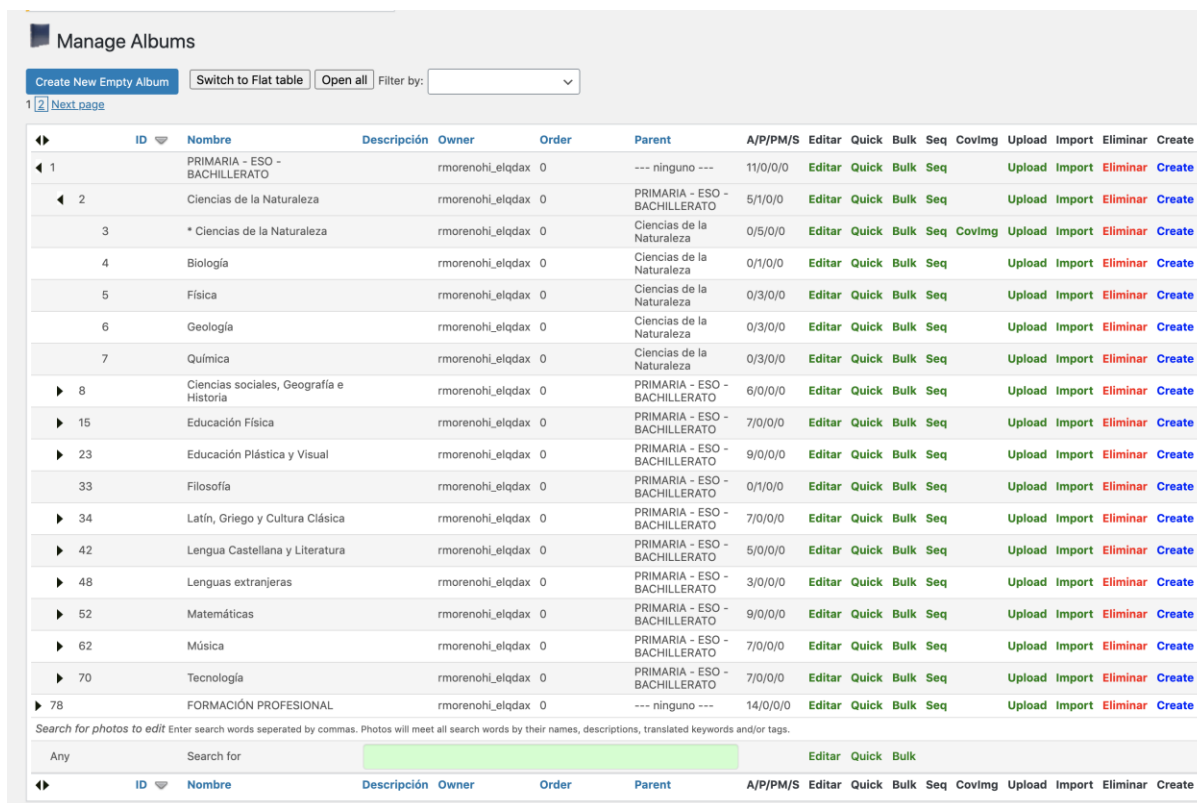 Manage Albums
Create New Empty Album Switch to Flat table Open all Filter by:
1 2 Next page
ID Nombre Descripción Owner Order Parent A/P/PM/S Editar Quick Bulk Seq CovImg Upload Import Eliminar Create
1 PRIMARIA - ESO - BACHILLERATO rmorenohi_elqdax 0 --- ninguno --- 11/0/0/0 Editar Quick Bulk Seq Upload Import Eliminar Create
2 Ciencias de la Naturaleza rmorenohi_elqdax 0 PRIMARIA - ESO - BACHILLERATO 5/1/0/0 Editar Quick Bulk Seq Upload Import Eliminar Create
3 * Ciencias de la Naturaleza rmorenohi_elqdax 0 Ciencias de la Naturaleza 0/5/0/0 Editar Quick Bulk Seq CovImg Upload Import Eliminar Create
4 Biología rmorenohi_elqdax 0 Ciencias de la Naturaleza 0/1/0/0 Editar Quick Bulk Seq Upload Import Eliminar Create
5 Física rmorenohi_elqdax 0 Ciencias de la Naturaleza 0/3/0/0 Editar Quick Bulk Seq Upload Import Eliminar Create
6 Geología rmorenohi_elqdax 0 Ciencias de la Naturaleza 0/3/0/0 Editar Quick Bulk Seq Upload Import Eliminar Create
7 Química rmorenohi_elqdax 0 Ciencias de la Naturaleza 0/3/0/0 Editar Quick Bulk Seq Upload Import Eliminar Create
8 Ciencias sociales, Geografía e Historia rmorenohi_elqdax 0 PRIMARIA - ESO - BACHILLERATO 6/0/0/0 Editar Quick Bulk Seq Upload Import Eliminar Create
15 Educación Física rmorenohi_elqdax 0 PRIMARIA - ESO - BACHILLERATO 7/0/0/0 Editar Quick Bulk Seq Upload Import Eliminar Create
23 Educación Plástica y Visual rmorenohi_elqdax 0 PRIMARIA - ESO - BACHILLERATO 9/0/0/0 Editar Quick Bulk Seq Upload Import Eliminar Create
33 Filosofía rmorenohi_elqdax 0 PRIMARIA - ESO - BACHILLERATO 0/1/0/0 Editar Quick Bulk Seq Upload Import Eliminar Create
34 Latín, Griego y Cultura Clásica rmorenohi_elqdax 0 PRIMARIA - ESO - BACHILLERATO 7/0/0/0 Editar Quick Bulk Seq Upload Import Eliminar Create
42 Lengua Castellana y Literatura rmorenohi_elqdax 0 PRIMARIA - ESO - BACHILLERATO 5/0/0/0 Editar Quick Bulk Seq Upload Import Eliminar Create
48 Lenguas extranjeras rmorenohi_elqdax 0 PRIMARIA - ESO - BACHILLERATO 3/0/0/0 Editar Quick Bulk Seq Upload Import Eliminar Create
52 Matemáticas rmorenohi_elqdax 0 PRIMARIA - ESO - BACHILLERATO 9/0/0/0 Editar Quick Bulk Seq Upload Import Eliminar Create
62 Música rmorenohi_elqdax 0 PRIMARIA - ESO - BACHILLERATO 7/0/0/0 Editar Quick Bulk Seq Upload Import Eliminar Create
70 Tecnología rmorenohi_elqdax 0 PRIMARIA - ESO - BACHILLERATO 7/0/0/0 Editar Quick Bulk Seq Upload Import Eliminar Create
78 FORMACIÓN PROFESIONAL rmorenohi_elqdax 0 --- ninguno --- 14/0/0/0 Editar Quick Bulk Seq Upload Import Eliminar Create
Search for photos to edit Enter search words seperated by commas. Photos will meet all search words by their names, descriptions, translated keywords and/or tags.
Any Search for Editar Quick Bulk
ID Nombre Descripción Owner Order Parent A/P/PM/S Editar Quick Bulk Seq CovImg Upload Import Eliminar Create